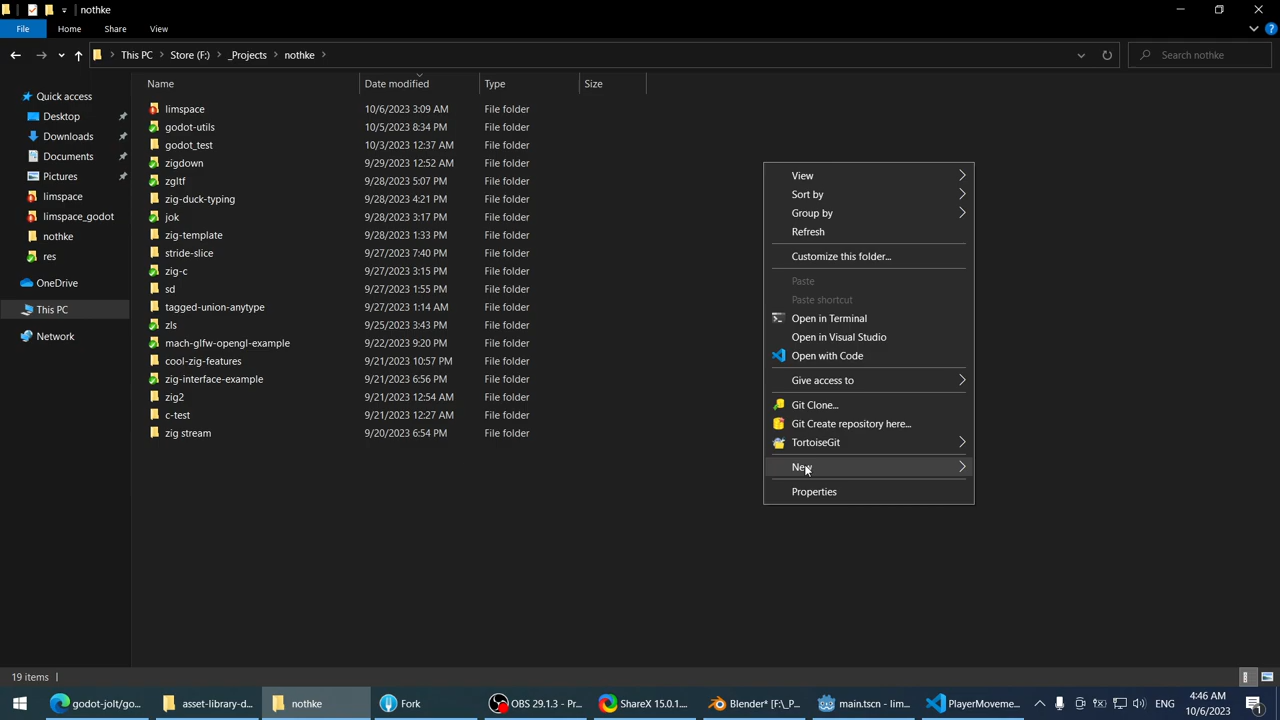 nothke
File
Home
Share
View
This PC
Store (F:)
_Projects
nothke
Search nothke
Name
Date modified
Type
Size
Quick access
Desktop
Downloads
Documents
Pictures
limspace
limspace_godot
nothke
res
OneDrive
This PC
Network
limspace 10/6/2023 3:09 AM File folder
godot-utils 10/5/2023 8:34 PM File folder
godot_test 10/3/2023 12:37 AM File folder
zigdown 9/29/2023 12:52 AM File folder
zgltf 9/28/2023 5:07 PM File folder
zig-duck-typing 9/28/2023 4:21 PM File folder
jok 9/28/2023 3:17 PM File folder
zig-template 9/28/2023 1:33 PM File folder
stride-slice 9/27/2023 7:40 PM File folder
zig-c 9/27/2023 3:15 PM File folder
sd 9/27/2023 1:55 PM File folder
tagged-union-anytype 9/27/2023 1:14 AM File folder
zls 9/25/2023 3:43 PM File folder
mach-glfw-opengl-example 9/22/2023 9:20 PM File folder
cool-zig-features 9/21/2023 10:57 PM File folder
zig-interface-example 9/21/2023 6:56 PM File folder
zig2 9/21/2023 12:54 AM File folder
c-test 9/21/2023 12:27 AM File folder
zig stream 9/20/2023 6:54 PM File folder
View
Sort by
Group by
Refresh
Customize this folder...
Paste
Paste shortcut
Open in Terminal
Open in Visual Studio
Open with Code
Give access to
Git Clone...
Git Create repository here...
TortoiseGit
New
Properties
19 items
godot-jolt/go...
asset-library-d...
nothke
Fork
OBS 29.1.3 - Pr...
ShareX 15.0.1....
Blender* [F:\_P...
main.tscn - lim...
PlayerMoveme...
ENG
4:46 AM
10/6/2023
1